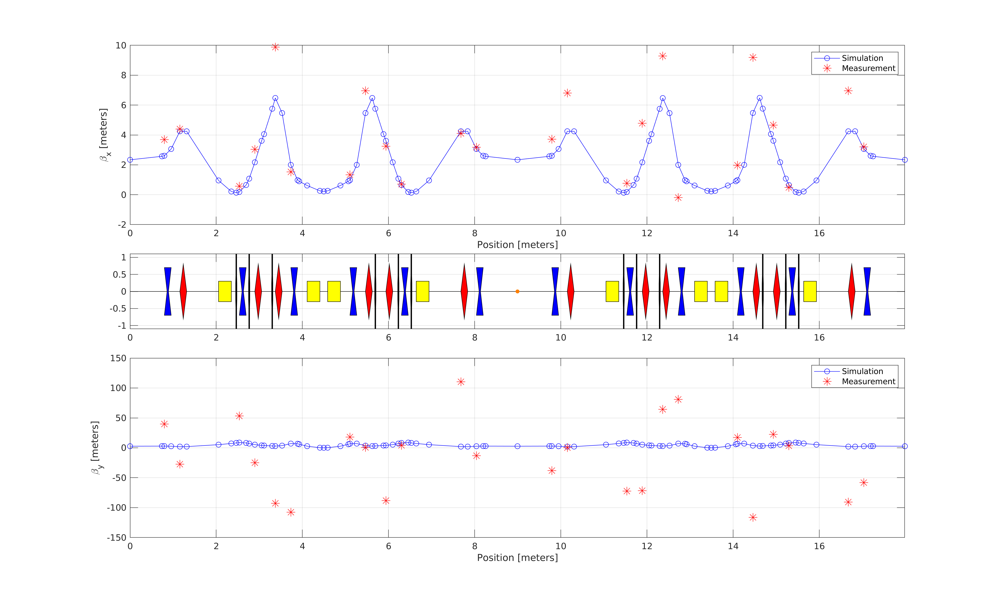 10
8
6
4
2
0
-2
βx [meters]
Simulation
Measurement
0 2 4 6 8 10 12 14 16
Position [meters]
1
0.5
0
-0.5
-1
0 2 4 6 8 10 12 14 16
150
100
50
0
-50
-100
-150
βy [meters]
Simulation
Measurement
0 2 4 6 8 10 12 14 16
Position [meters]